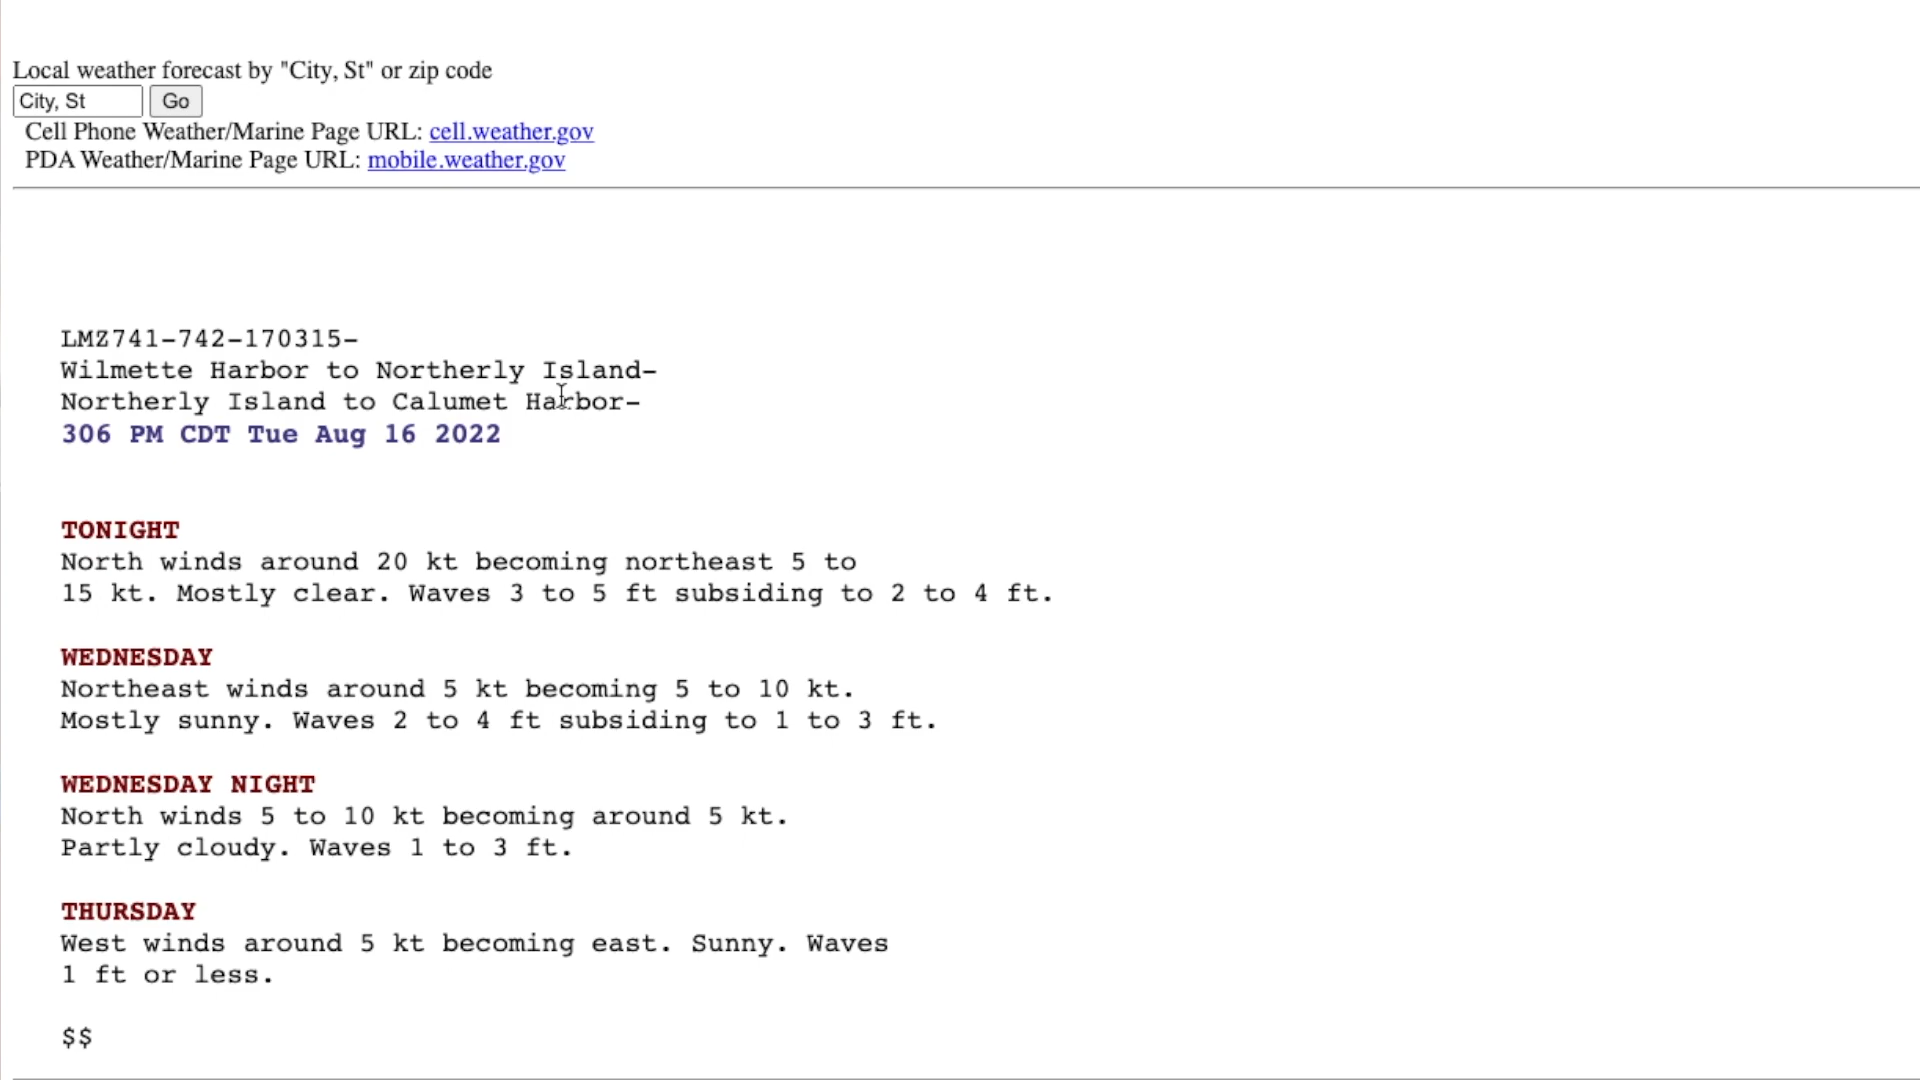 Local weather forecast by "City, St" or zip code
City, St Go
Cell Phone Weather/Marine Page URL: cell.weather.gov
PDA Weather/Marine Page URL: mobile.weather.gov
LMZ741-742-170315-
Wilmette Harbor to Northerly Island-
Northerly Island to Calumet Harbor-
306 PM CDT Tue Aug 16 2022
TONIGHT
North winds around 20 kt becoming northeast 5 to
15 kt. Mostly clear. Waves 3 to 5 ft subsiding to 2 to 4 ft.
WEDNESDAY
Northeast winds around 5 kt becoming 5 to 10 kt.
Mostly sunny. Waves 2 to 4 ft subsiding to 1 to 3 ft.
WEDNESDAY NIGHT
North winds 5 to 10 kt becoming around 5 kt.
Partly cloudy. Waves 1 to 3 ft.
THURSDAY
West winds around 5 kt becoming east. Sunny. Waves
1 ft or less.
$$